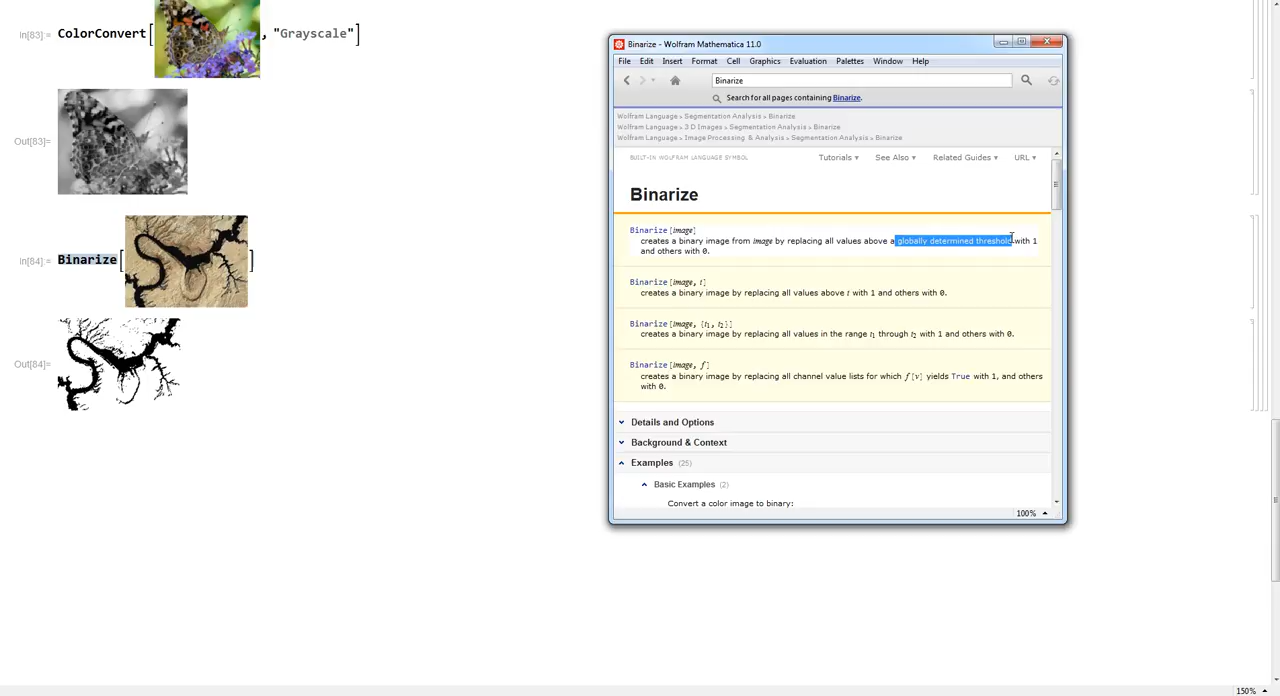 In[83]:= ColorConvert[ , "Grayscale"]
Out[83]=
In[84]:= Binarize[ ]
Out[84]=
Binarize - Wolfram Mathematica 11.0
File Edit Insert Format Cell Graphics Evaluation Palettes Window Help
Binarize
Search for all pages containing Binarize.
Wolfram Language > Segmentation Analysis > Binarize
Wolfram Language > 3 D Images > Segmentation Analysis > Binarize
Wolfram Language > Image Processing & Analysis > Segmentation Analysis > Binarize
BUILT-IN WOLFRAM LANGUAGE SYMBOL Tutorials ▾ See Also ▾ Related Guides ▾ URL ▾
Binarize
Binarize[image]
creates a binary image from image by replacing all values above a globally determined threshold with 1
and others with 0.
Binarize[image, t]
creates a binary image by replacing all values above t with 1 and others with 0.
Binarize[image, {t₁, t₂}]
creates a binary image by replacing all values in the range t₁ through t₂ with 1 and others with 0.
Binarize[image, f]
creates a binary image by replacing all channel value lists for which f[v] yields True with 1, and others
with 0.
Details and Options
Background & Context
Examples (25)
Basic Examples (2)
Convert a color image to binary:
100%
150%